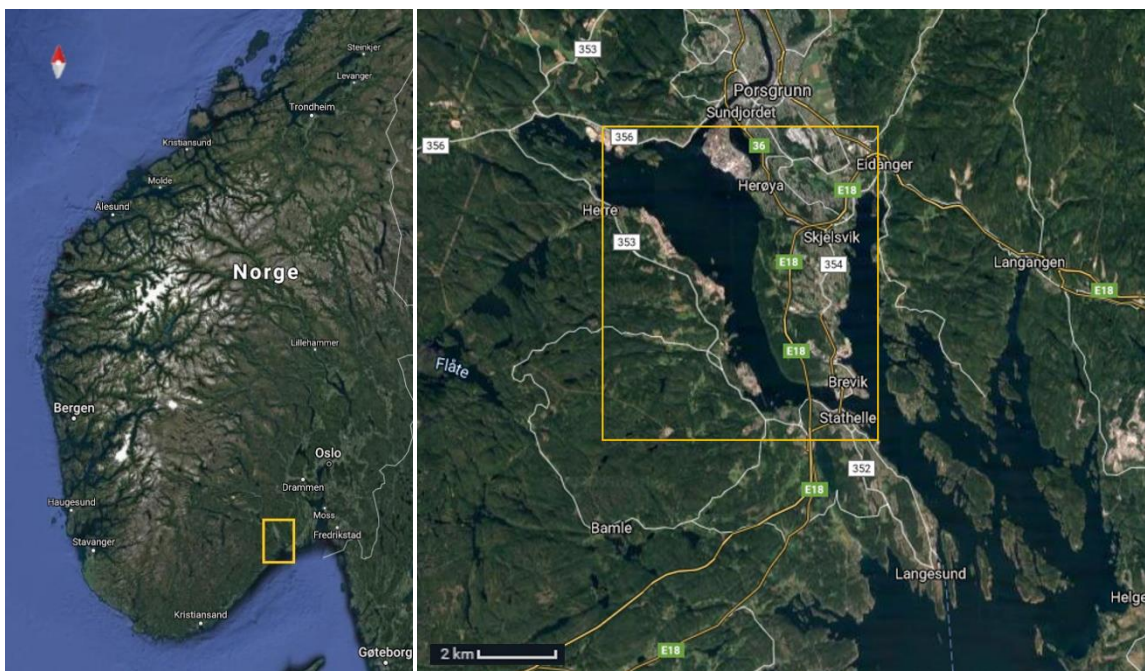 Steinkjer
Levanger
Trondheim
Kristiansund
Molde
Ålesund
Norge
Lillehammer
Bergen
Oslo
Drammen
Moss
Haugesund
Fredrikstad
Stavanger
Kristiansand
Gøteborg
353
Porsgrunn
Sundjordet
356
356
36
Eidanger
Herøya
E18
Herre
353
Skjelsvik
E18
354
Langangen
E18
E18
Flåte
Brevik
Stathelle
352
E18
Bamle
Langesund
Helge
E18
2 km